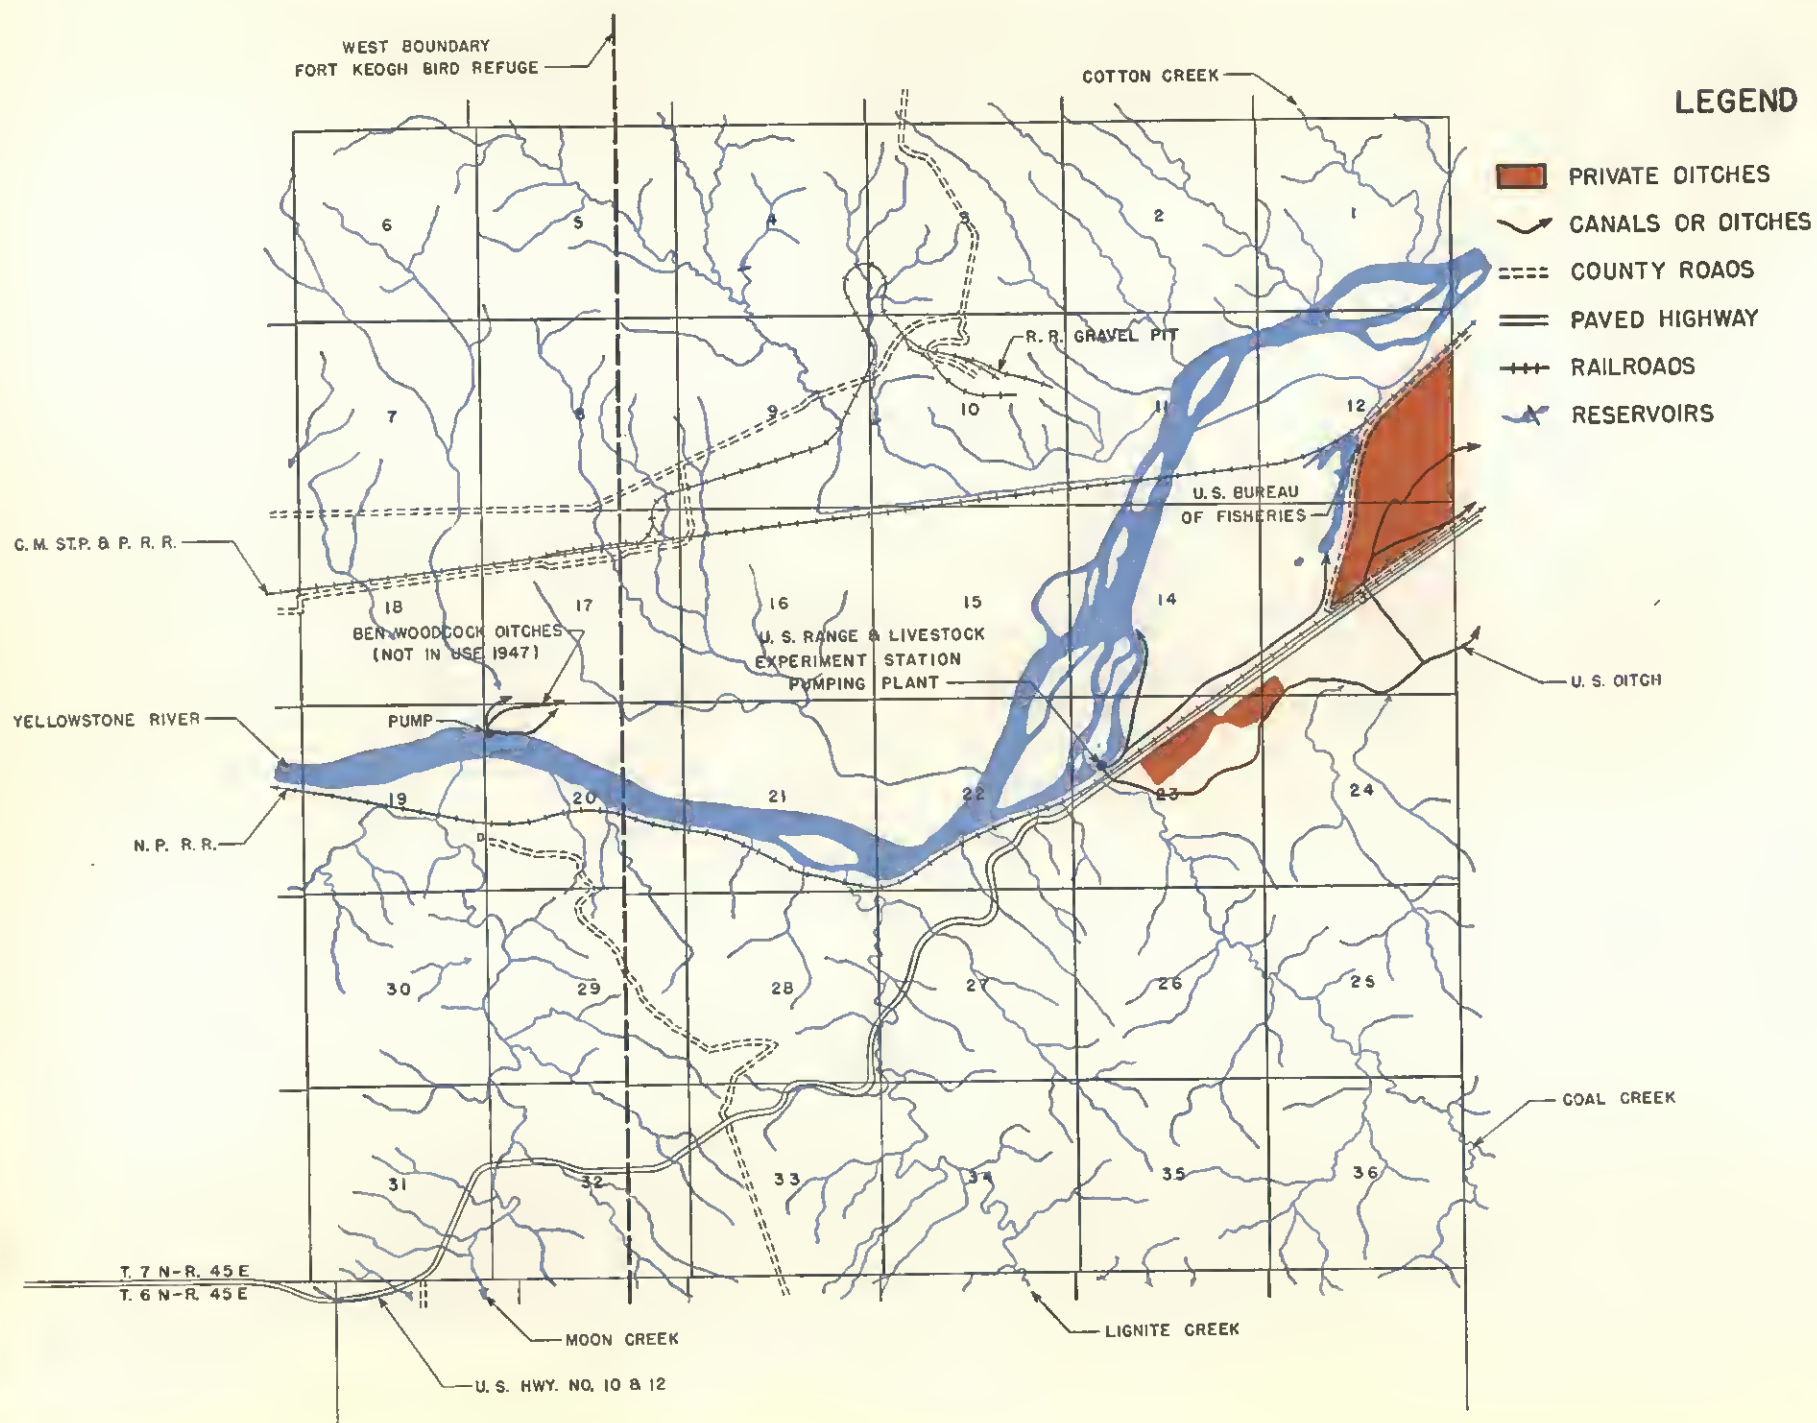 WEST BOUNDARY
FORT KEOGH BIRD REFUGE
COTTON CREEK
LEGEND
PRIVATE DITCHES
CANALS OR DITCHES
COUNTY ROADS
PAVED HIGHWAY
RAILROADS
RESERVOIRS
6
5
4
3
2
1
R. R. GRAVEL PIT
7
8
9
10
11
12
U. S. BUREAU
OF FISHERIES
C. M. ST.P. & P. R. R.
18
17
16
15
14
13
BEN WOODCOCK DITCHES
(NOT IN USE 1947)
U. S. RANGE & LIVESTOCK
EXPERIMENT STATION
PUMPING PLANT
U. S. DITCH
YELLOWSTONE RIVER
PUMP
19
20
21
22
23
24
N. P. R. R.
30
29
28
27
26
25
COAL CREEK
31
32
33
34
35
36
T. 7 N-R. 45 E
T. 6 N-R. 45 E
MOON CREEK
LIGNITE CREEK
U. S. HWY. NO. 10 & 12